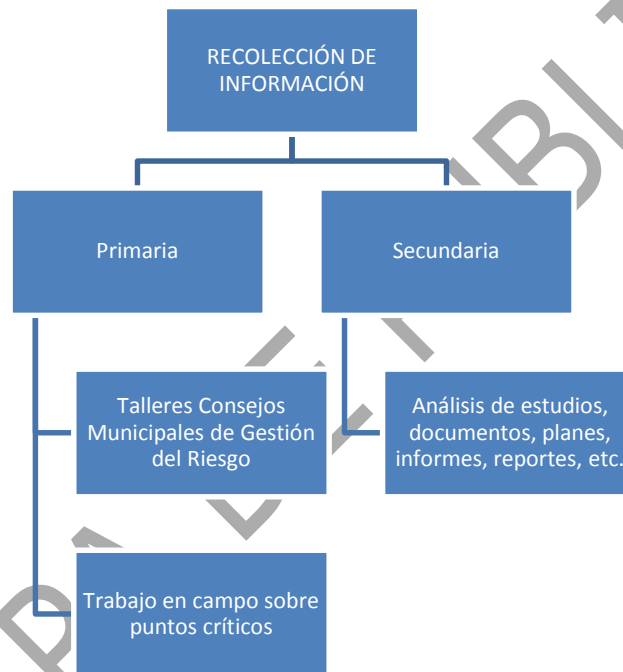 RECOLECCIÓN DE
INFORMACIÓN
Primaria
Secundaria
Talleres Consejos
Municipales de Gestión
del Riesgo
Análisis de estudios,
documentos, planes,
informes, reportes, etc.
Trabajo en campo sobre
puntos críticos